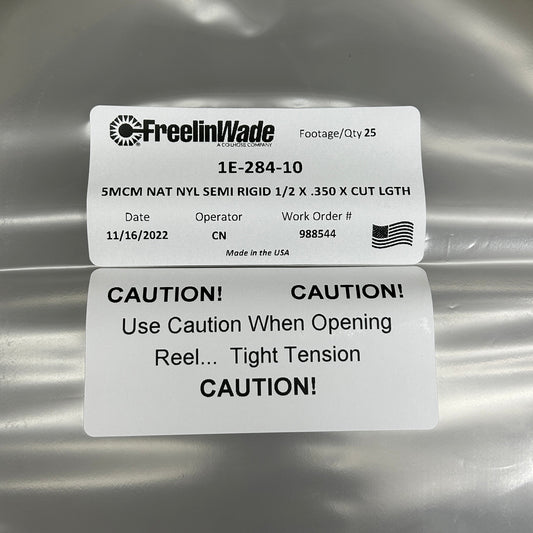 FreelinWade
A COILHOSE COMPANY
Footage/Qty 25
1E-284-10
5MCM NAT NYL SEMI RIGID 1/2 X .350 X CUT LGTH
Date Operator Work Order #
11/16/2022 CN 988544
Made in the USA
CAUTION! CAUTION!
Use Caution When Opening
Reel... Tight Tension
CAUTION!